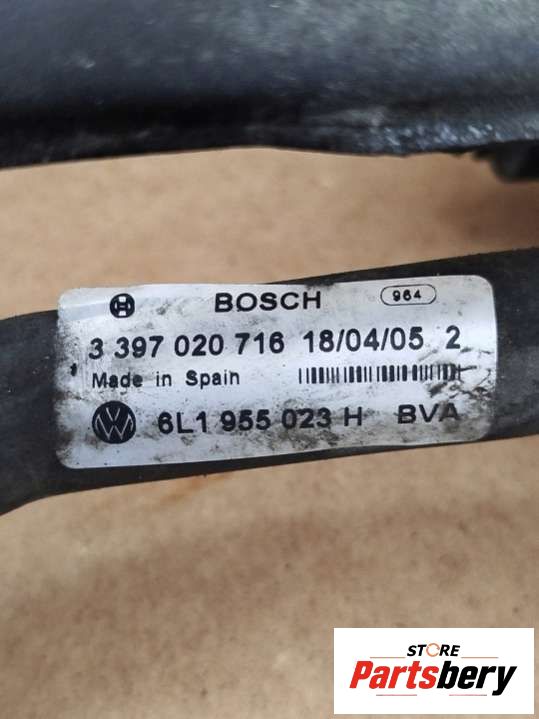 BOSCH 964
3 397 020 716 18/04/05 2
Made in Spain
6L1 955 023 H BVA
STORE
Partsbery